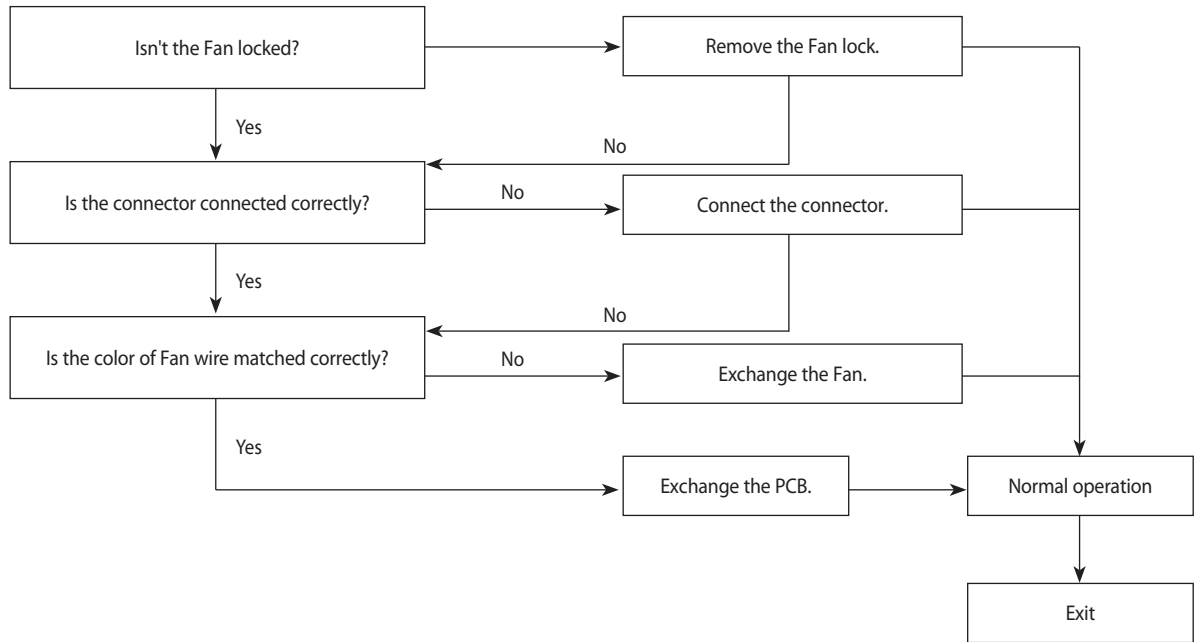 Isn't the Fan locked?
Remove the Fan lock.
Yes
No
Is the connector connected correctly?
No
Connect the connector.
Yes
No
Is the color of Fan wire matched correctly?
No
Exchange the Fan.
Yes
Exchange the PCB.
Normal operation
Exit